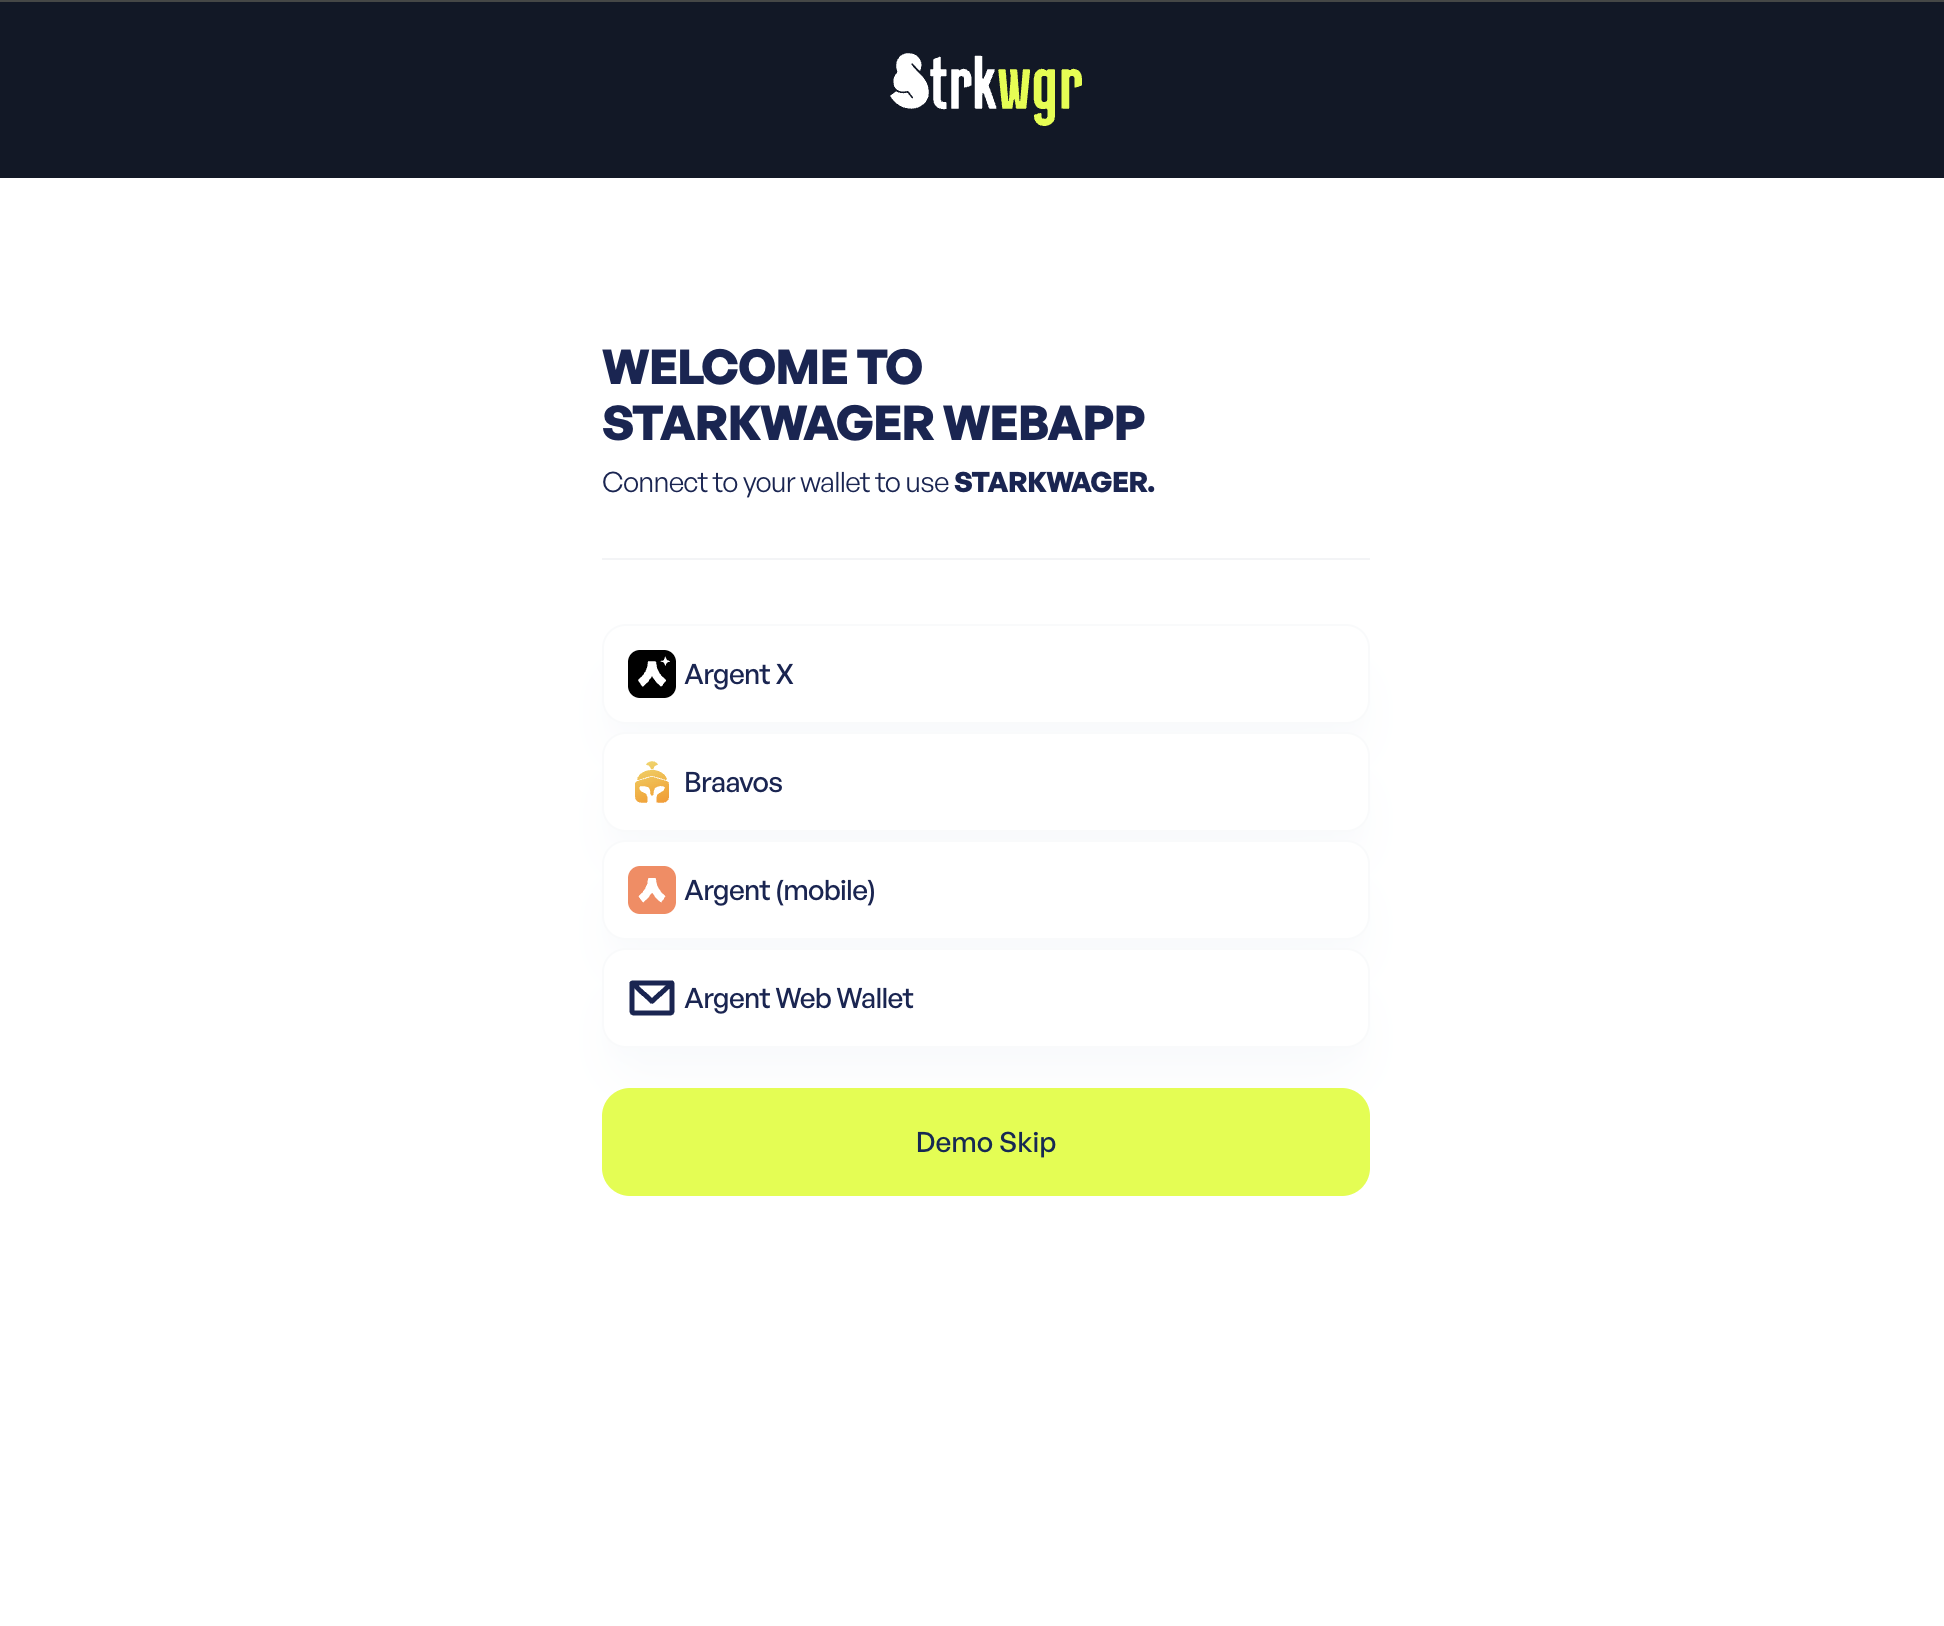 Strkwgr
WELCOME TO
STARKWAGER WEBAPP
Connect to your wallet to use STARKWAGER.
Argent X
Braavos
Argent (mobile)
Argent Web Wallet
Demo Skip